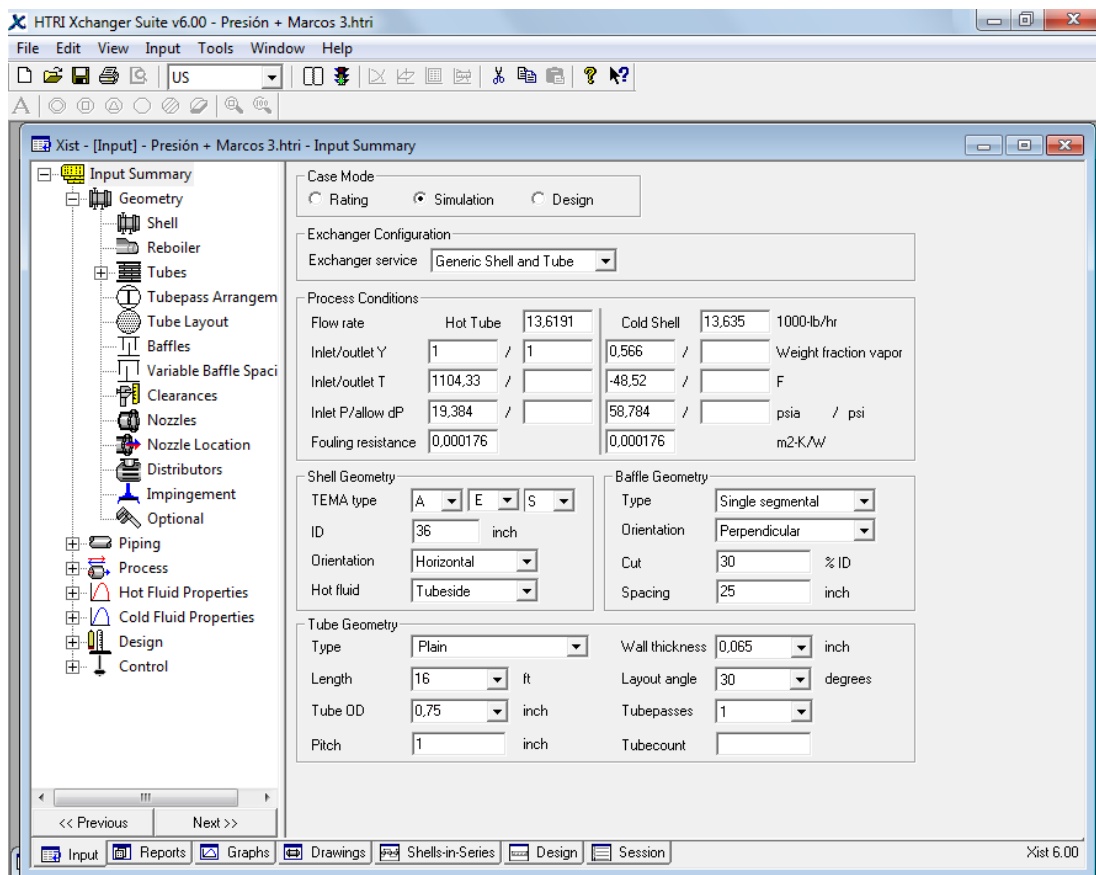 HTRI Xchanger Suite v6.00 - Presión + Marcos 3.htri
File Edit View Input Tools Window Help
US
Xist - [Input] - Presión + Marcos 3.htri - Input Summary
Input Summary
Geometry
Shell
Reboiler
Tubes
Tubepass Arrangem
Tube Layout
Baffles
Variable Baffle Spaci
Clearances
Nozzles
Nozzle Location
Distributors
Impingement
Optional
Piping
Process
Hot Fluid Properties
Cold Fluid Properties
Design
Control
<< Previous Next >>
Case Mode
Rating Simulation Design
Exchanger Configuration
Exchanger service Generic Shell and Tube
Process Conditions
Flow rate Hot Tube 13,6191 Cold Shell 13,635 1000-lb/hr
Inlet/outlet Y 1 / 1 0,566 / Weight fraction vapor
Inlet/outlet T 1104,33 / -48,52 / F
Inlet P/allow dP 19,384 / 58,784 / psia / psi
Fouling resistance 0,000176 0,000176 m2-K/W
Shell Geometry
TEMA type A E S
ID 36 inch
Orientation Horizontal
Hot fluid Tubeside
Baffle Geometry
Type Single segmental
Orientation Perpendicular
Cut 30 % ID
Spacing 25 inch
Tube Geometry
Type Plain Wall thickness 0,065 inch
Length 16 ft Layout angle 30 degrees
Tube OD 0,75 inch Tubepasses 1
Pitch 1 inch Tubecount
Input Reports Graphs Drawings Shells-in-Series Design Session Xist 6.00